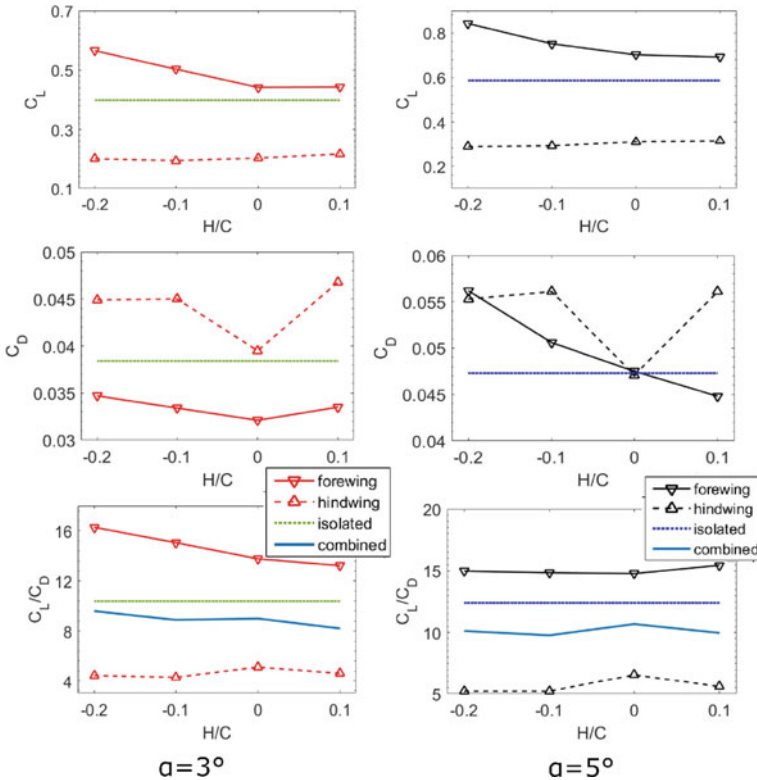 0.7
0.5
0.3
0.1
C_L
-0.2 -0.1 0 0.1
H/C
0.8
0.6
0.4
0.2
C_L
-0.2 -0.1 0 0.1
H/C
0.05
0.045
0.04
0.035
0.03
C_D
-0.2 -0.1 0 0.1
H/C
0.06
0.055
0.05
0.045
0.04
C_D
-0.2 -0.1 0 0.1
H/C
forewing
hindwing
isolated
combined
16
12
8
4
C_L/C_D
-0.2 -0.1 0 0.1
H/C
forewing
hindwing
isolated
combined
20
15
10
5
C_L/C_D
-0.2 -0.1 0 0.1
H/C
α=3°
α=5°